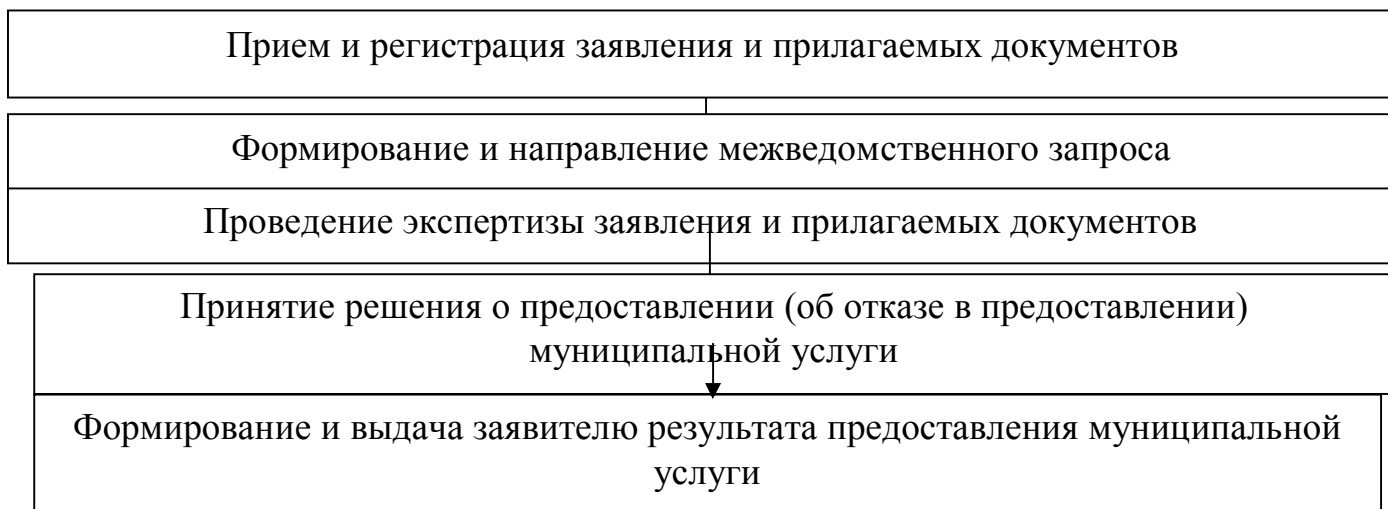 Прием и регистрация заявления и прилагаемых документов
Формирование и направление межведомственного запроса
Проведение экспертизы заявления и прилагаемых документов
Принятие решения о предоставлении (об отказе в предоставлении)
муниципальной услуги
Формирование и выдача заявителю результата предоставления муниципальной
услуги